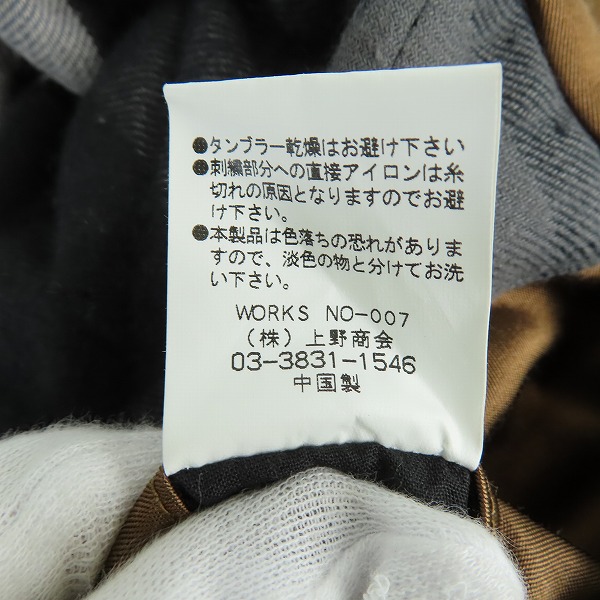 ●タンブラー乾燥はお避け下さい
●刺繍部分への直接アイロンは糸
切れの原因となりますのでお避
け下さい。
●本製品は色落ちの恐れがありま
すので、淡色の物と分けてお洗
い下さい。
WORKS NO-007
(株)上野商会
03-3831-1546
中国製